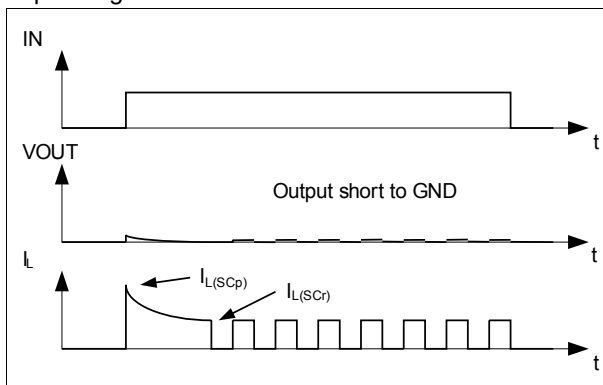 IN
t
VOUT
Output short to GND
t
IL
IL(SCp)
IL(SCr)
t